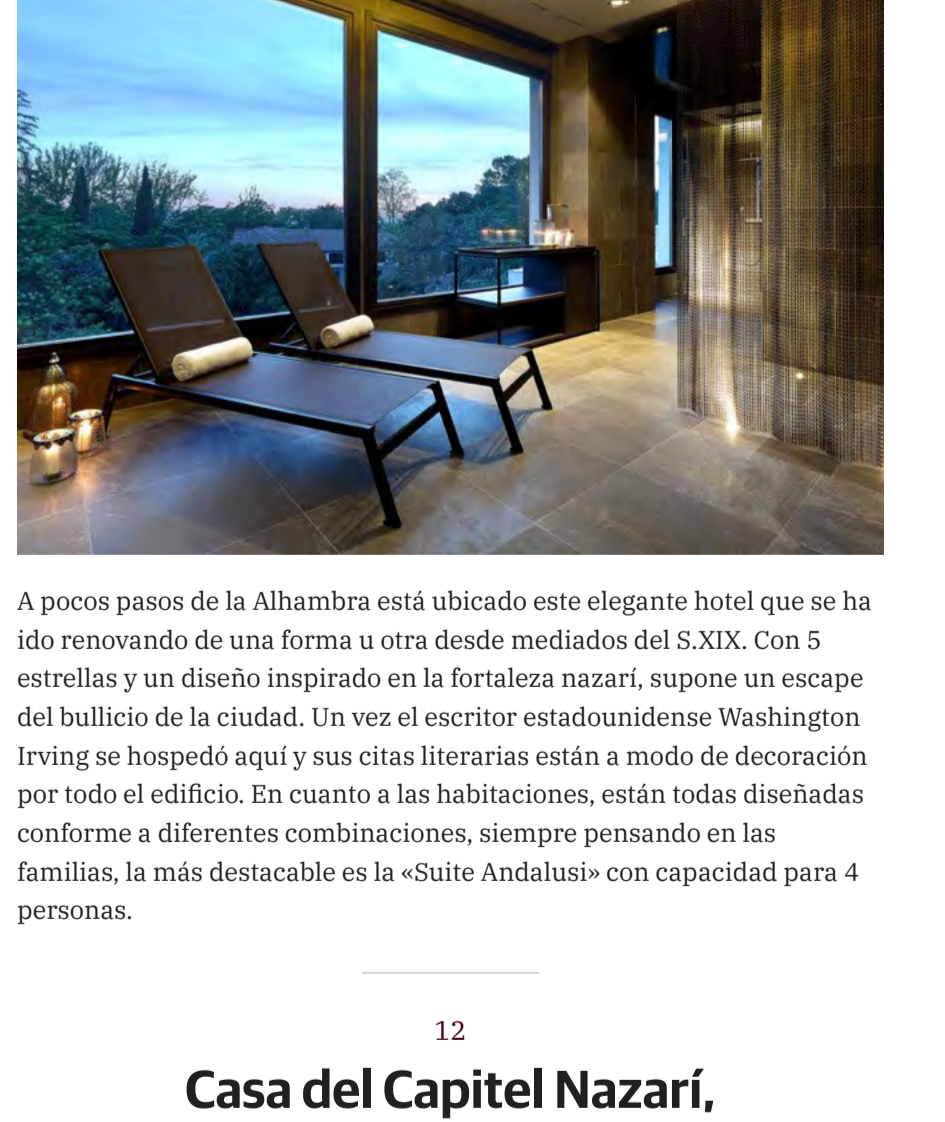 A pocos pasos de la Alhambra está ubicado este elegante hotel que se ha
ido renovando de una forma u otra desde mediados del S.XIX. Con 5
estrellas y un diseño inspirado en la fortaleza nazarí, supone un escape
del bullicio de la ciudad. Un vez el escritor estadounidense Washington
Irving se hospedó aquí y sus citas literarias están a modo de decoración
por todo el edificio. En cuanto a las habitaciones, están todas diseñadas
conforme a diferentes combinaciones, siempre pensando en las
familias, la más destacable es la «Suite Andalusi» con capacidad para 4
personas.
12
Casa del Capitel Nazarí,